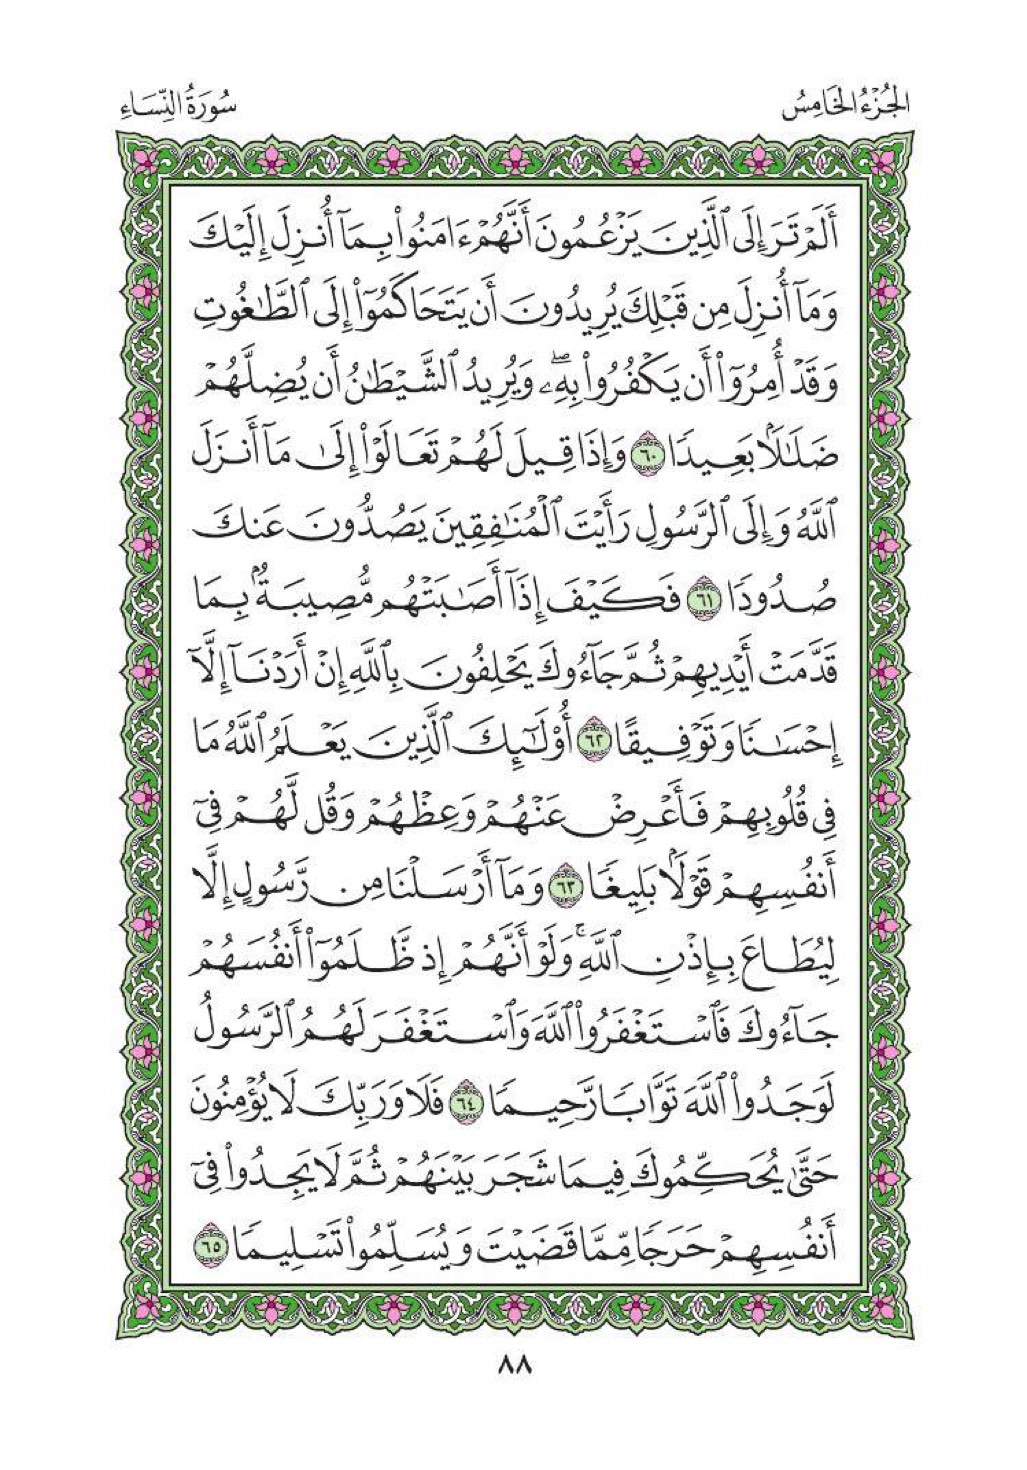 الجُزْءُ الخَامِسُ
سُورَةُ النِّسَاءِ
أَلَمْ تَرَ إِلَى ٱلَّذِينَ يَزْعُمُونَ أَنَّهُمْ ءَامَنُوا۟ بِمَآ أُنزِلَ إِلَيْكَ
وَمَآ أُنزِلَ مِن قَبْلِكَ يُرِيدُونَ أَن يَتَحَاكَمُوٓا۟ إِلَى ٱلطَّـٰغُوتِ
وَقَدْ أُمِرُوٓا۟ أَن يَكْفُرُوا۟ بِهِۦۖ وَيُرِيدُ ٱلشَّيْطَـٰنُ أَن يُضِلَّهُمْ
ضَلَـٰلًۢا بَعِيدًا ٦٠ وَإِذَا قِيلَ لَهُمْ تَعَالَوْا۟ إِلَىٰ مَآ أَنزَلَ
ٱللَّهُ وَإِلَى ٱلرَّسُولِ رَأَيْتَ ٱلْمُنَـٰفِقِينَ يَصُدُّونَ عَنكَ
صُدُودًا ٦١ فَكَيْفَ إِذَآ أَصَـٰبَتْهُم مُّصِيبَةٌۢ بِمَا
قَدَّمَتْ أَيْدِيهِمْ ثُمَّ جَآءُوكَ يَحْلِفُونَ بِٱللَّهِ إِنْ أَرَدْنَآ إِلَّآ
إِحْسَـٰنًا وَتَوْفِيقًا ٦٢ أُو۟لَـٰٓئِكَ ٱلَّذِينَ يَعْلَمُ ٱللَّهُ مَا
فِى قُلُوبِهِمْ فَأَعْرِضْ عَنْهُمْ وَعِظْهُمْ وَقُل لَّهُمْ فِىٓ
أَنفُسِهِمْ قَوْلًۢا بَلِيغًا ٦٣ وَمَآ أَرْسَلْنَا مِن رَّسُولٍ إِلَّا
لِيُطَاعَ بِإِذْنِ ٱللَّهِۚ وَلَوْ أَنَّهُمْ إِذ ظَّلَمُوٓا۟ أَنفُسَهُمْ
جَآءُوكَ فَٱسْتَغْفَرُوا۟ ٱللَّهَ وَٱسْتَغْفَرَ لَهُمُ ٱلرَّسُولُ
لَوَجَدُوا۟ ٱللَّهَ تَوَّابًا رَّحِيمًا ٦٤ فَلَا وَرَبِّكَ لَا يُؤْمِنُونَ
حَتَّىٰ يُحَكِّمُوكَ فِيمَا شَجَرَ بَيْنَهُمْ ثُمَّ لَا يَجِدُوا۟ فِىٓ
أَنفُسِهِمْ حَرَجًا مِّمَّا قَضَيْتَ وَيُسَلِّمُوا۟ تَسْلِيمًا ٦٥
٨٨